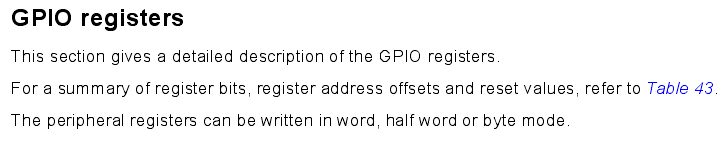 GPIO registers
This section gives a detailed description of the GPIO registers.
For a summary of register bits, register address offsets and reset values, refer to Table 43.
The peripheral registers can be written in word, half word or byte mode.